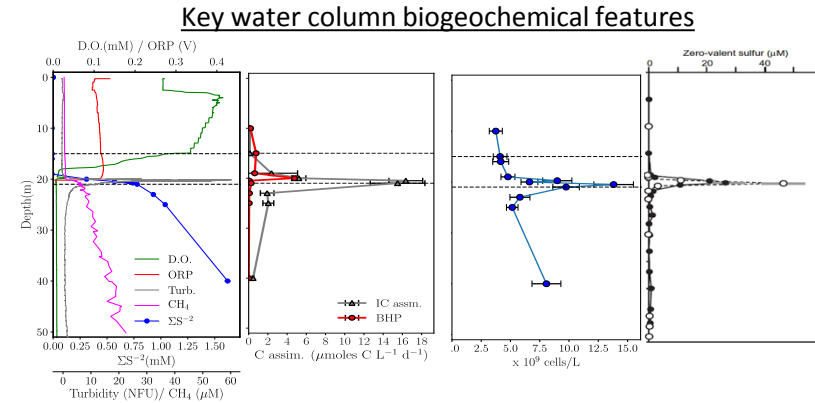 Key water column biogeochemical features
D.O.(mM) / ORP (V)
0.0 0.1 0.2 0.3 0.4
Zero-valent sulfur (μM)
0 20 40
0
10
20
30
40
50
Depth(m)
D.O.
ORP
Turb.
CH₄
ΣS⁻²
IC assm.
BHP
0.00 0.25 0.50 0.75 1.00 1.25 1.50
ΣS⁻²(mM)
0 10 20 30 40 50 60
Turbidity (NFU)/ CH₄ (μM)
0 2 4 6 8 10 12 14 16 18
C assim. (μmoles C L⁻¹ d⁻¹)
.0 2.5 5.0 7.5 10.0 12.5 15.0
x 10⁹ cells/L